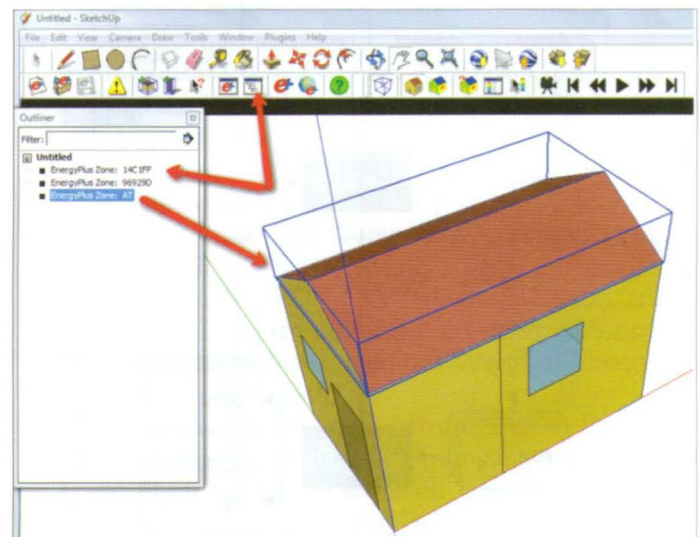 Untitled - SketchUp
File Edit View Camera Draw Tools Window Plugins Help
Outliner
Filter:
Untitled
EnergyPlus Zone: 14C1FF
EnergyPlus Zone: 96929D
EnergyPlus Zone: AT